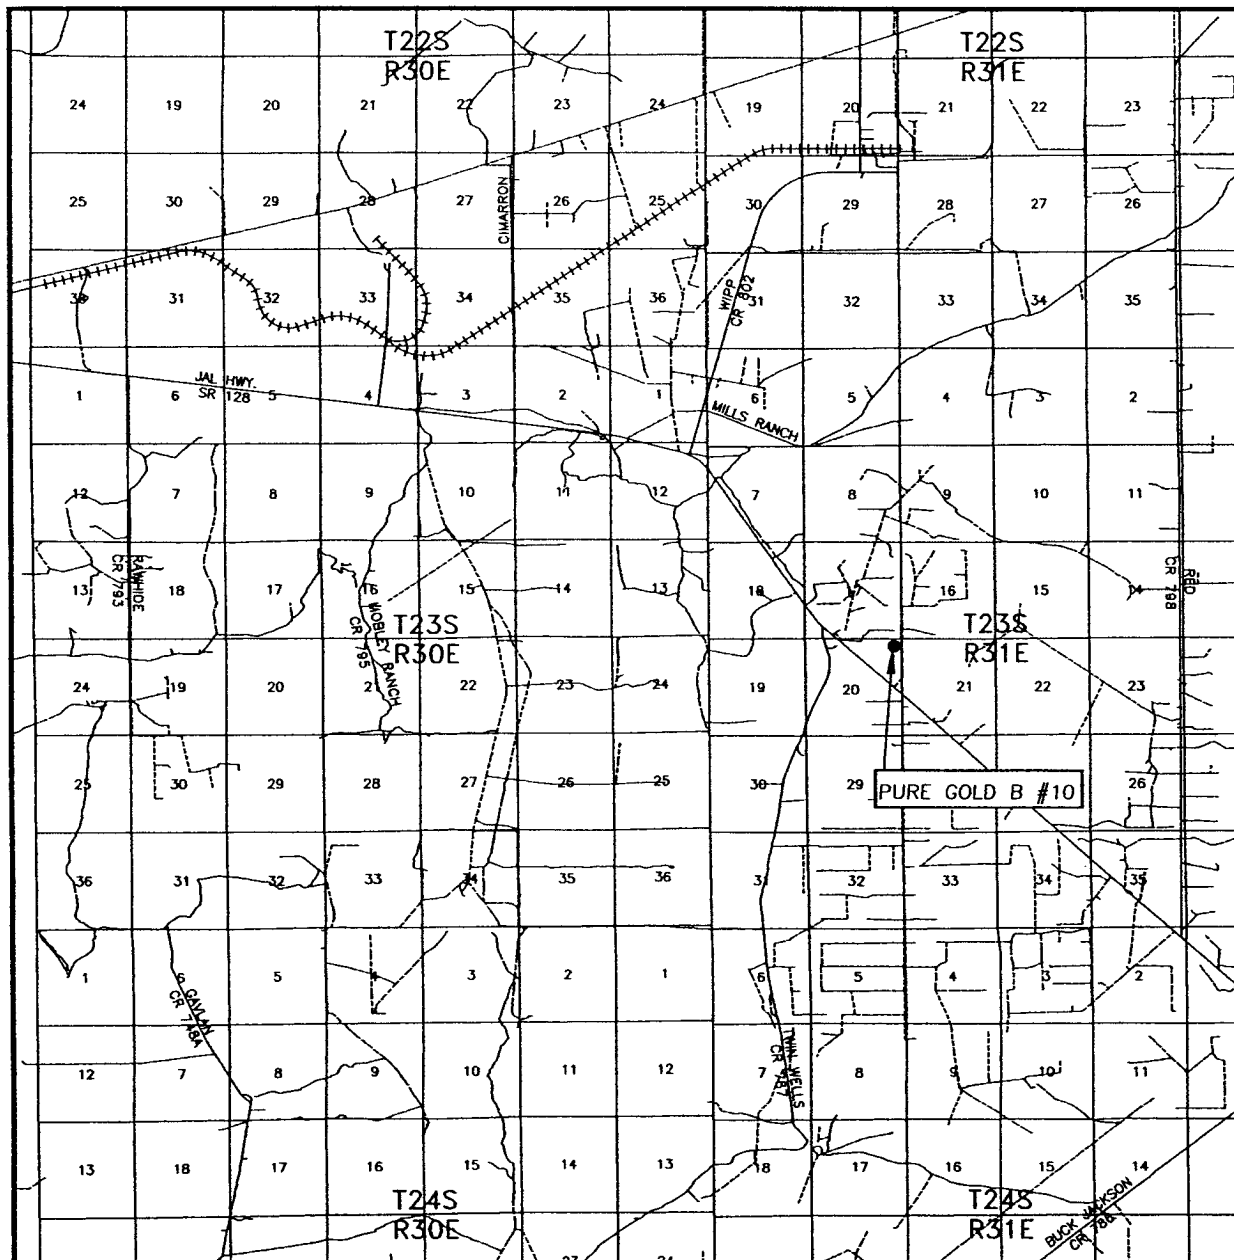 T22S
R30E
T22S
R31E
24 19 20 21 22 23 24 19 20 21 22 23
25 30 29 28 27 26 25 30 29 28 27 26
CIMARRON
36 31 32 33 34 35 36 31 32 33 34 35
WIPP
CR 802
JAL HWY.
SR 128
1 6 5 4 3 2 1 6 5 4 3 2
MILLS RANCH
12 7 8 9 10 11 12 7 8 9 10 11
RAWHIDE
CR 793
RED
CR 798
13 18 17 16 15 14 13 18 16 15 14
MOBLEY RANCH
CR 795
T23S
R30E
T23S
R31E
24 19 20 21 22 23 24 19 20 21 22 23
25 30 29 28 27 26 25 30 29 26
PURE GOLD B #10
36 31 32 33 34 35 36 31 32 33 34 35
1 6 5 4 3 2 1 6 5 4 3 2
GAVLAN
CR 748A
TWIN WELLS
CR 787
12 7 8 9 10 11 12 7 8 9 10 11
13 18 17 16 15 14 13 18 17 16 15 14
T24S
R30E
T24S
R31E
BUCK JACKSON
CR 786